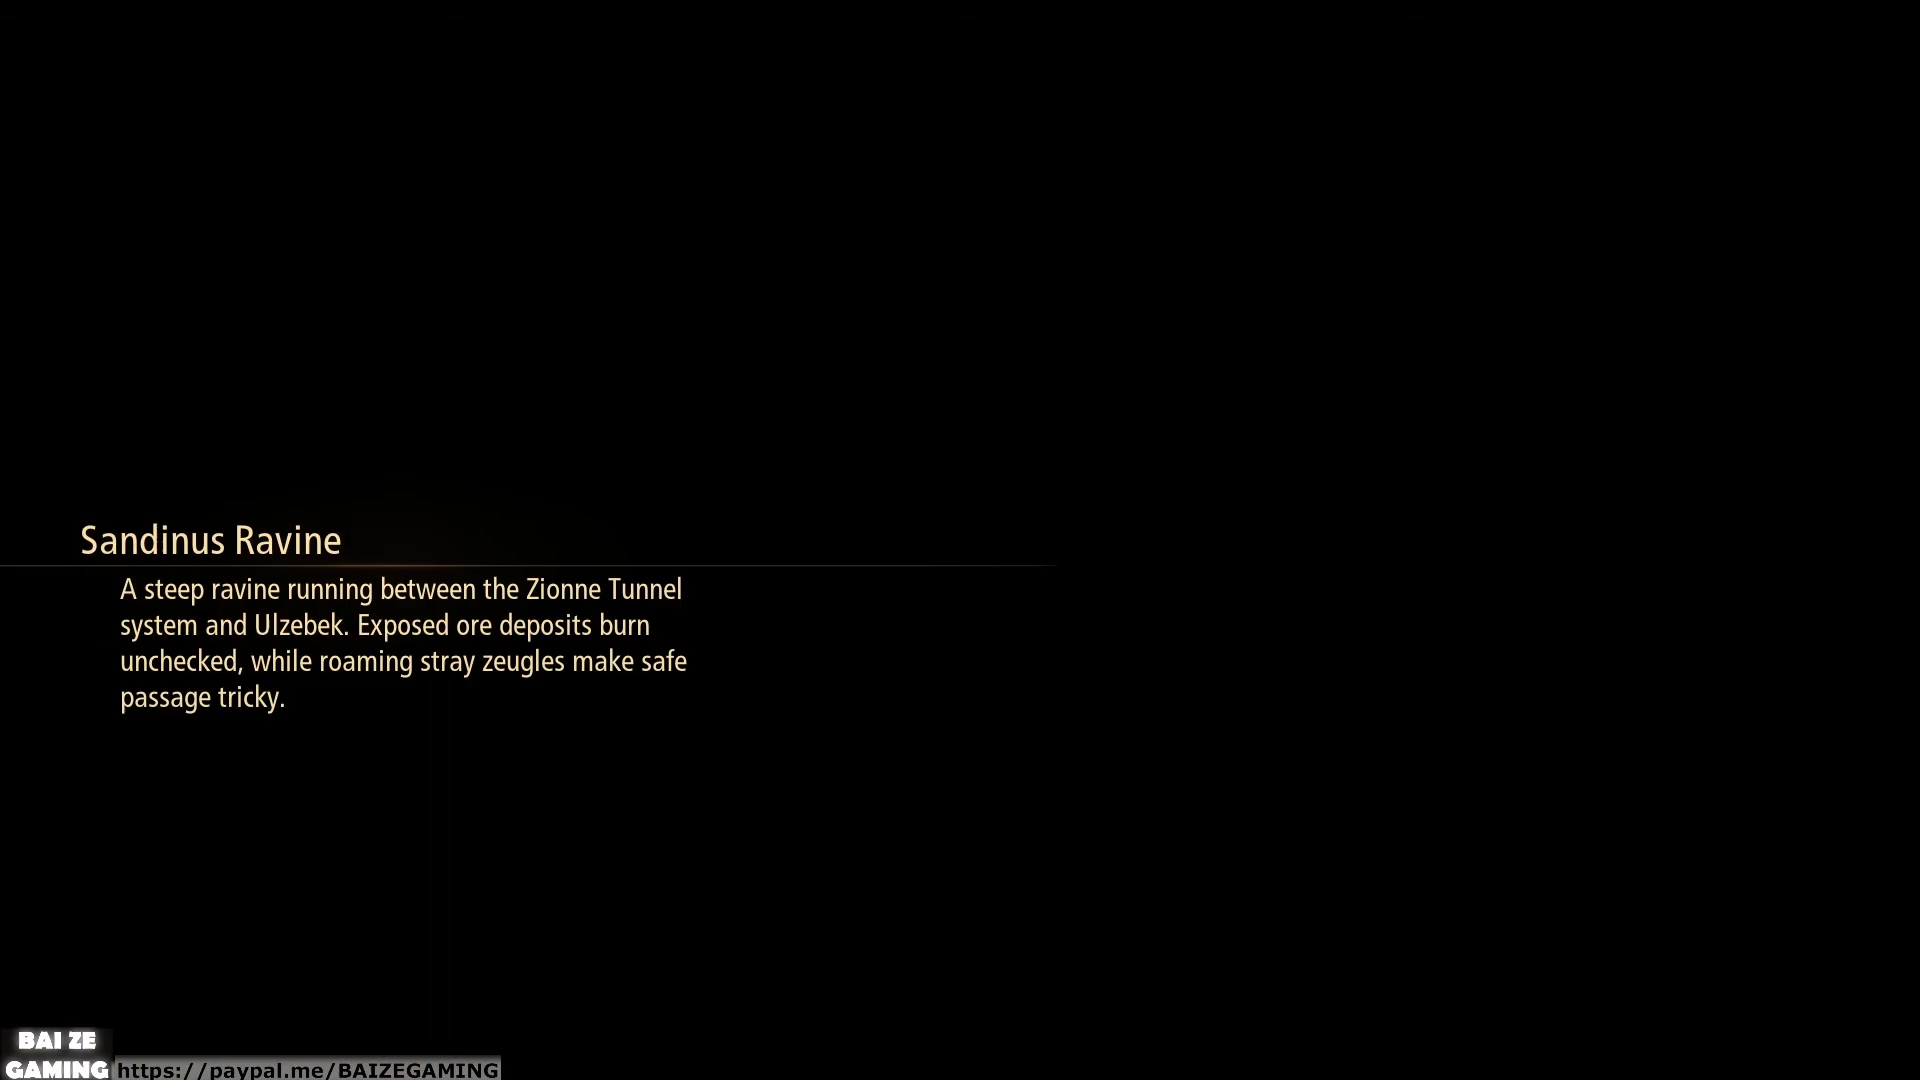 Sandinus Ravine
A steep ravine running between the Zionne Tunnel
system and Ulzebek. Exposed ore deposits burn
unchecked, while roaming stray zeugles make safe
passage tricky.
BAI ZE
GAMING https://paypal.me/BAIZEGAMING